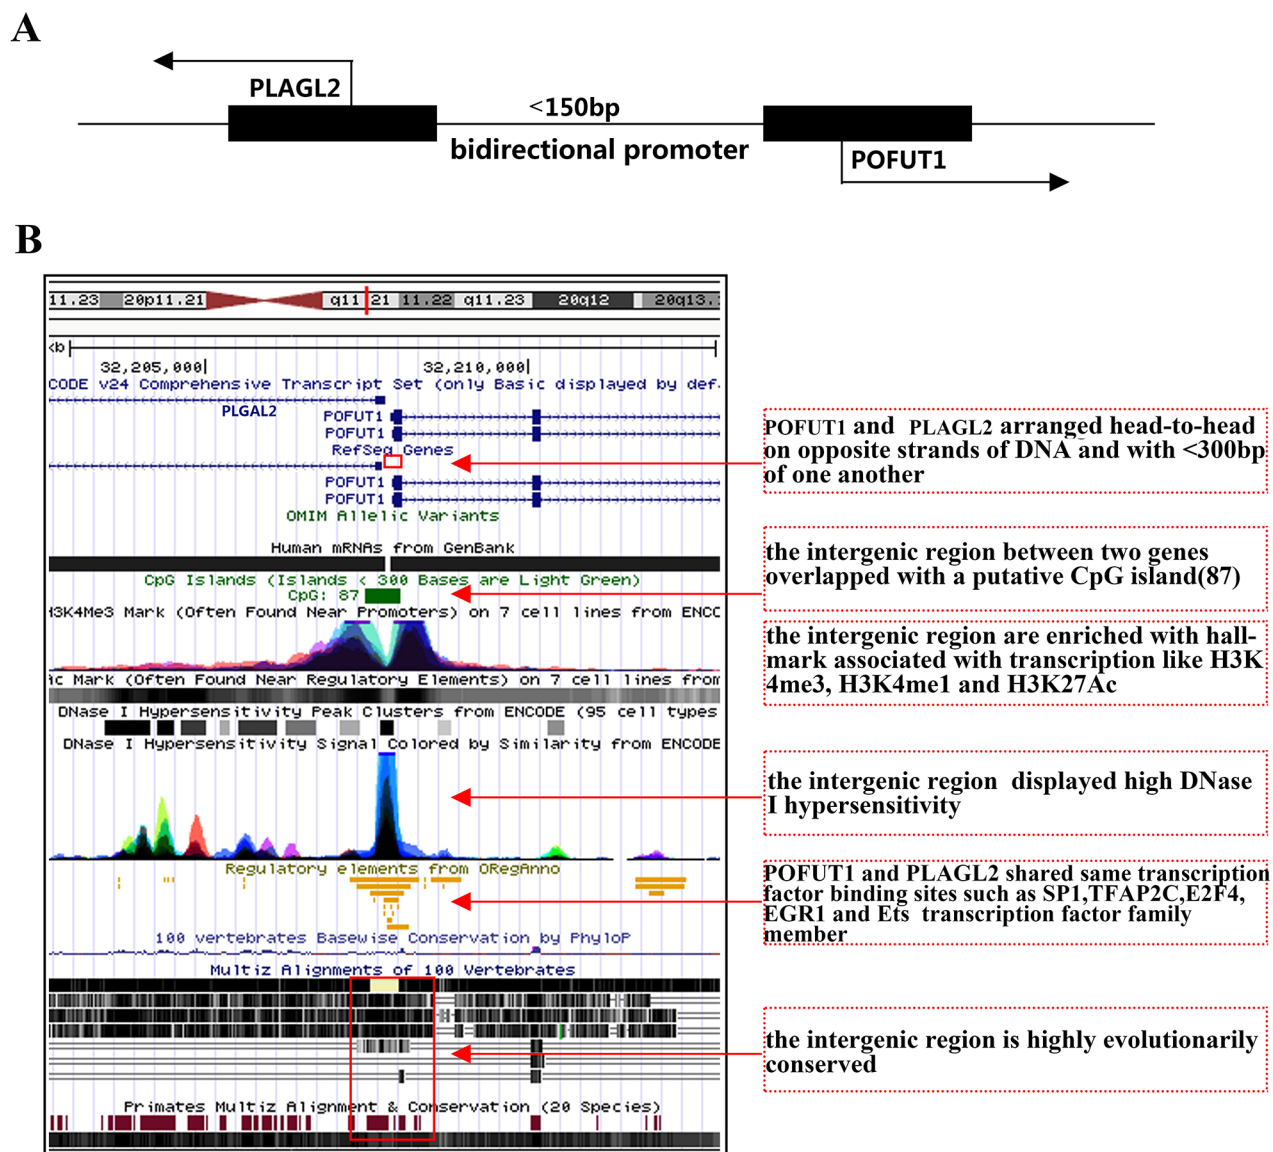 A
PLAGL2
<150bp
bidirectional promoter
POFUT1
B
11.23 20p11.21 q11 21 11.22 q11.23 20q12 20q13.
<b
32,205,000 32,210,000
CODE v24 Comprehensive Transcript Set (only Basic displayed by def.
PLGAL2
POFUT1
POFUT1
RefSeq Genes
POFUT1
POFUT1
OMIM Allelic Variants
Human mRNAs from GenBank
CpG Islands (Islands < 300 Bases are Light Green)
CpG: 87
H3K4Me3 Mark (Often Found Near Promoters) on 7 cell lines from ENCO
ic Mark (Often Found Near Regulatory Elements) on 7 cell lines from
DNase I Hypersensitivity Peak Clusters from ENCODE (95 cell types
DNase I Hypersensitivity Signal Colored by Similarity from ENCODE
Regulatory elements from ORegAnno
100 vertebrates Basewise Conservation by PhyloP
Multiz Alignments of 100 Vertebrates
Primates Multiz Alignment & Conservation (20 Species)
POFUT1 and PLAGL2 arranged head-to-head
on opposite strands of DNA and with <300bp
of one another
the intergenic region between two genes
overlapped with a putative CpG island(87)
the intergenic region are enriched with hall-
mark associated with transcription like H3K
4me3, H3K4me1 and H3K27Ac
the intergenic region displayed high DNase
I hypersensitivity
POFUT1 and PLAGL2 shared same transcription
factor binding sites such as SP1,TFAP2C,E2F4,
EGR1 and Ets transcription factor family
member
the intergenic region is highly evolutionarily
conserved